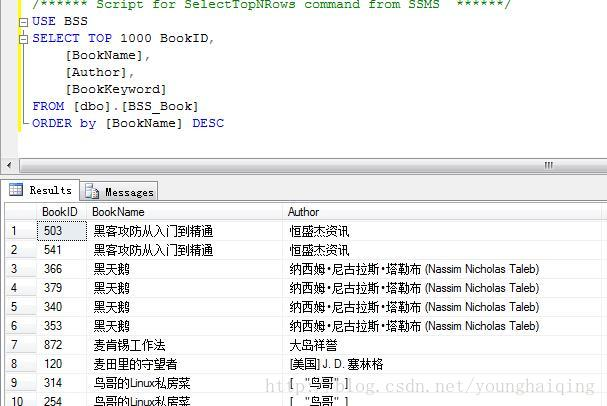 /****** Script for SelectTopNRows command from SSMS  ******/
USE BSS
SELECT TOP 1000 BookID,
[BookName],
[Author],
[BookKeyword]
FROM [dbo].[BSS_Book]
ORDER by [BookName] DESC
Results Messages
BookID BookName Author
1 503 黑客攻防从入门到精通 恒盛杰资讯
2 541 黑客攻防从入门到精通 恒盛杰资讯
3 366 黑天鹅 纳西姆•尼古拉斯•塔勒布 (Nassim Nicholas Taleb)
4 379 黑天鹅 纳西姆•尼古拉斯•塔勒布 (Nassim Nicholas Taleb)
5 340 黑天鹅 纳西姆•尼古拉斯•塔勒布 (Nassim Nicholas Taleb)
6 353 黑天鹅 纳西姆•尼古拉斯•塔勒布 (Nassim Nicholas Taleb)
7 872 麦肯锡工作法 大岛祥誉
8 120 麦田里的守望者 [美国] J. D. 塞林格
9 314 鸟哥的Linux私房菜 [ "鸟哥" ]
10 254 鸟哥的Linux私房菜 [ "鸟哥" ]
http://blog.csdn.net/younghaiqing